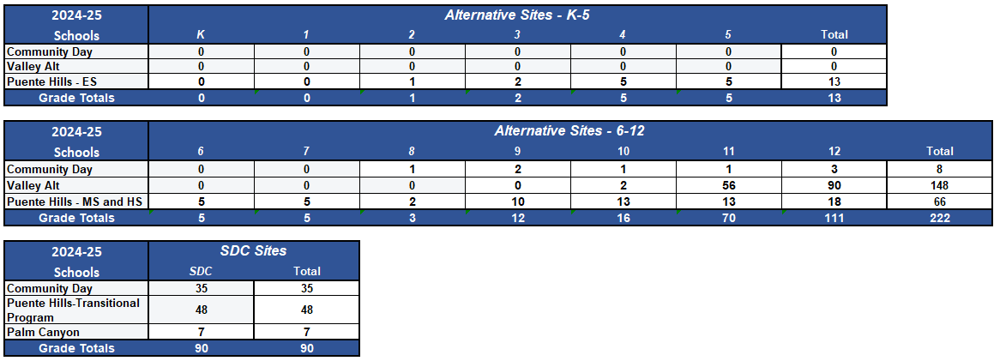 2024-25 Alternative Sites - K-5
Schools K 1 2 3 4 5 Total
Community Day 0 0 0 0 0 0 0
Valley Alt 0 0 0 0 0 0 0
Puente Hills - ES 0 0 1 2 5 5 13
Grade Totals 0 0 1 2 5 5 13
2024-25 Alternative Sites - 6-12
Schools 6 7 8 9 10 11 12 Total
Community Day 0 0 1 2 1 1 3 8
Valley Alt 0 0 0 0 2 56 90 148
Puente Hills - MS and HS 5 5 2 10 13 13 18 66
Grade Totals 5 5 3 12 16 70 111 222
2024-25 SDC Sites
Schools SDC Total
Community Day 35 35
Puente Hills-Transitional
Program 48 48
Palm Canyon 7 7
Grade Totals 90 90